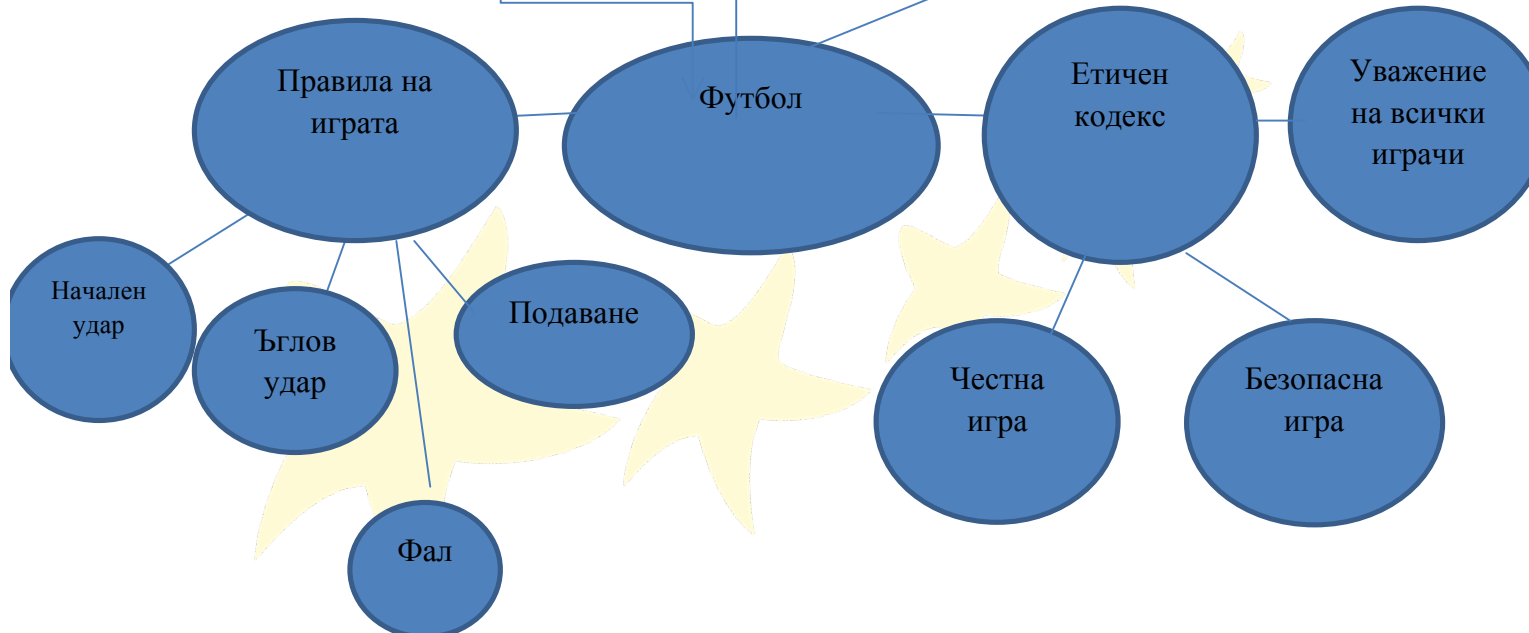 Правила на
играта
Футбол
Етичен
кодекс
Уважение
на всички
играчи
Начален
удар
Ъглов
удар
Подаване
Честна
игра
Безопасна
игра
Фал